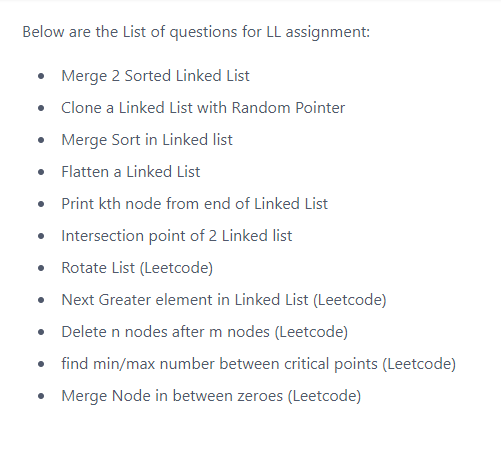 Below are the List of questions for LL assignment:
• Merge 2 Sorted Linked List
• Clone a Linked List with Random Pointer
• Merge Sort in Linked list
• Flatten a Linked List
• Print kth node from end of Linked List
• Intersection point of 2 Linked list
• Rotate List (Leetcode)
• Next Greater element in Linked List (Leetcode)
• Delete n nodes after m nodes (Leetcode)
• find min/max number between critical points (Leetcode)
• Merge Node in between zeroes (Leetcode)